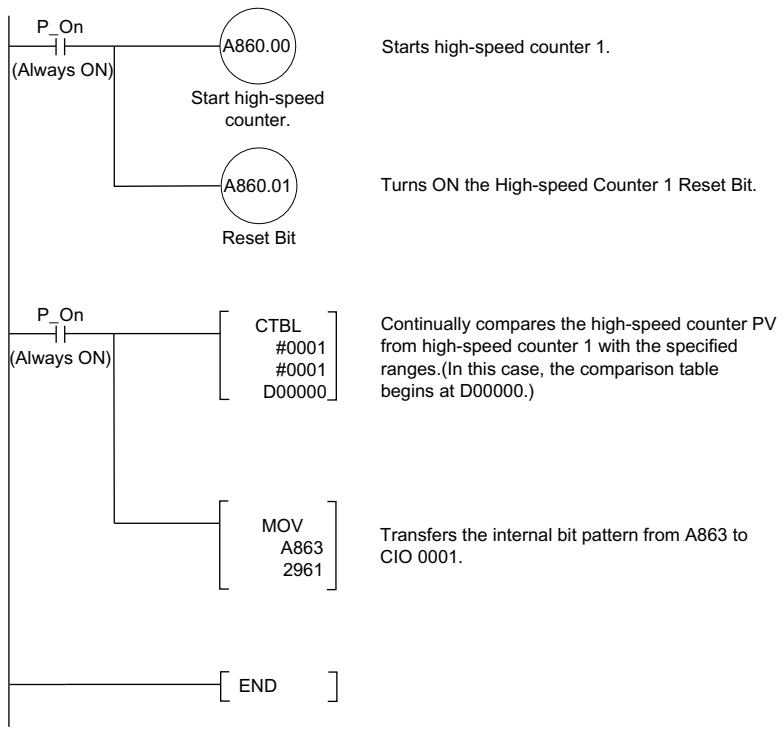 P_On
(Always ON)
A860.00
Start high-speed
counter.
Starts high-speed counter 1.
A860.01
Reset Bit
Turns ON the High-speed Counter 1 Reset Bit.
P_On
(Always ON)
CTBL
#0001
#0001
D00000
Continually compares the high-speed counter PV
from high-speed counter 1 with the specified
ranges.(In this case, the comparison table
begins at D00000.)
MOV
A863
2961
Transfers the internal bit pattern from A863 to
CIO 0001.
END